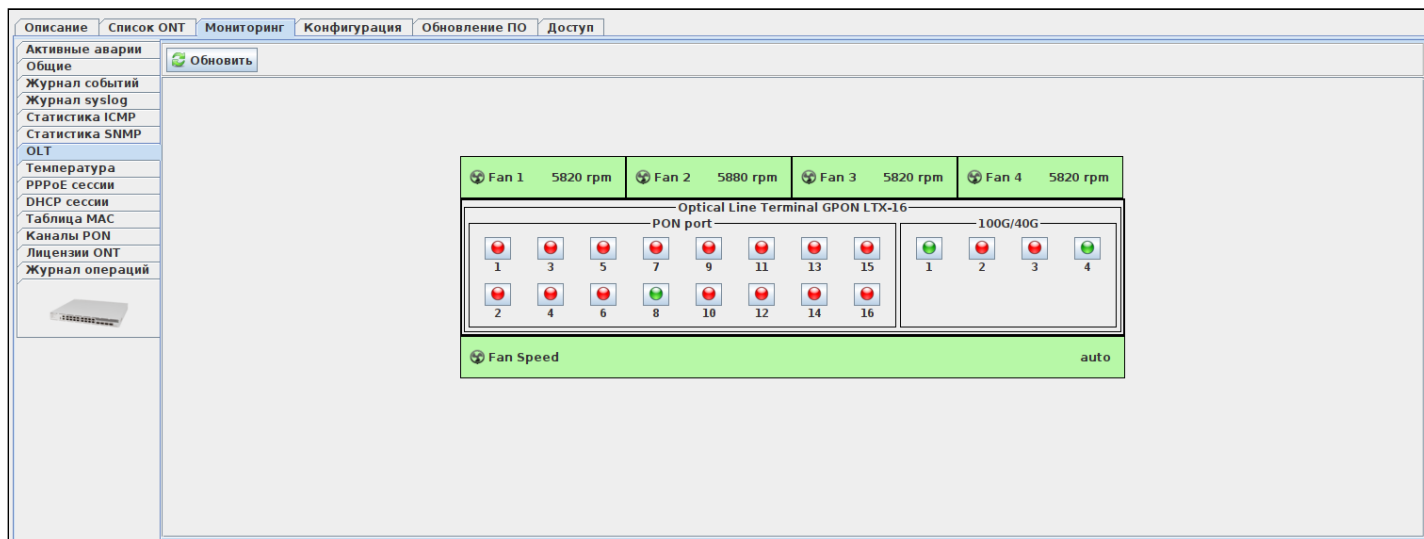 Описание Список ONT Мониторинг Конфигурация Обновление ПО Доступ
Активные аварии
Общие
Журнал событий
Журнал syslog
Статистика ICMP
Статистика SNMP
OLT
Температура
PPPoE сессии
DHCP сессии
Таблица MAC
Каналы PON
Лицензии ONT
Журнал операций
Обновить
Fan 1 5820 rpm Fan 2 5880 rpm Fan 3 5820 rpm Fan 4 5820 rpm
Optical Line Terminal GPON LTX-16
PON port
1 3 5 7 9 11 13 15
2 4 6 8 10 12 14 16
100G/40G
1 2 3 4
Fan Speed auto